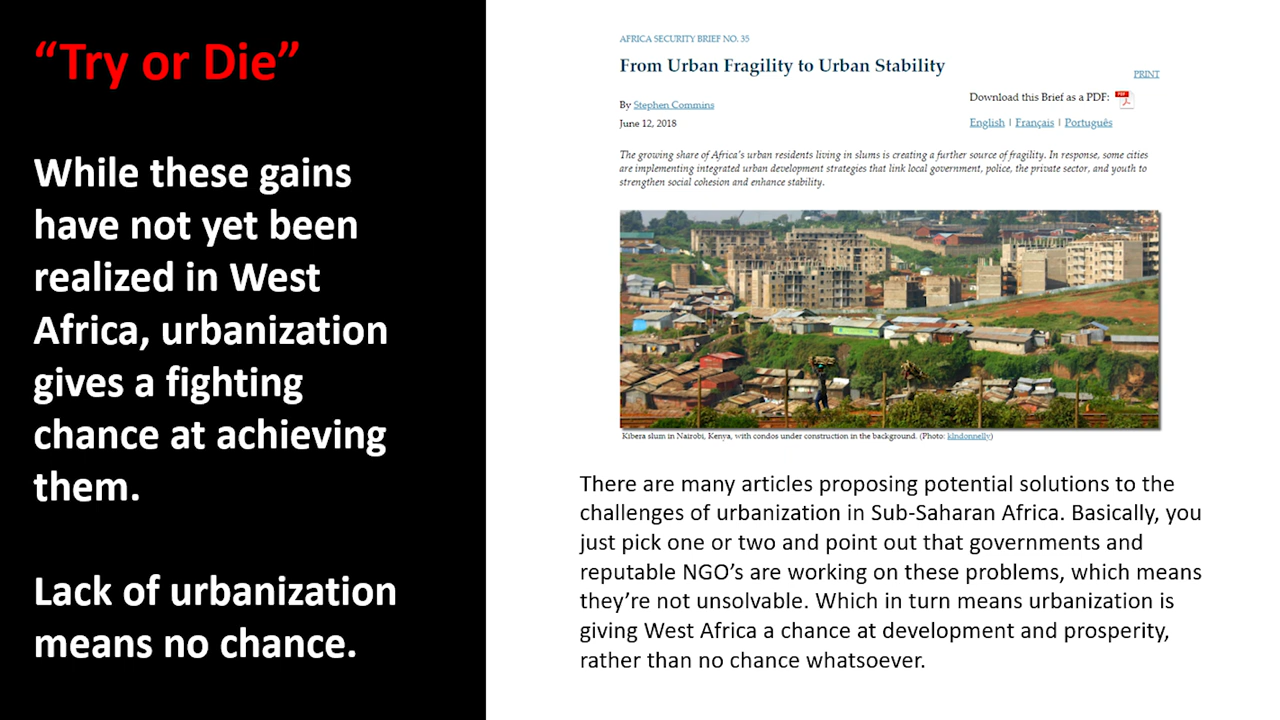 “Try or Die”
While these gains
have not yet been
realized in West
Africa, urbanization
gives a fighting
chance at achieving
them.
Lack of urbanization
means no chance.
AFRICA SECURITY BRIEF NO. 35
From Urban Fragility to Urban Stability
PRINT
By Stephen Commins
June 12, 2018
Download this Brief as a PDF:
English | Français | Português
The growing share of Africa's urban residents living in slums is creating a further source of fragility. In response, some cities
are implementing integrated urban development strategies that link local government, police, the private sector, and youth to
strengthen social cohesion and enhance stability.
Kibera slum in Nairobi, Kenya, with condos under construction in the background. (Photo: kIndonnelly)
There are many articles proposing potential solutions to the
challenges of urbanization in Sub-Saharan Africa. Basically, you
just pick one or two and point out that governments and
reputable NGO’s are working on these problems, which means
they’re not unsolvable. Which in turn means urbanization is
giving West Africa a chance at development and prosperity,
rather than no chance whatsoever.